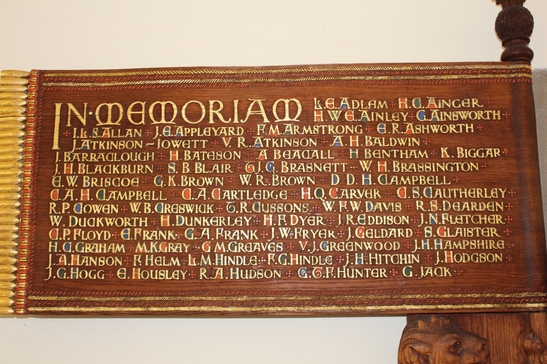 IN·MEMORIAM L.E.ADLEM H.C.AINGER
H.W.E.AINLEY G.AINSWORTH
J.L&S.ALLAN J.E.APPLEYARD F.M.ARMSTRONG E.R.ASHWORTH
J.ATKINSON-JOWETT V.R.ATKINSON A.H.BALDWIN
J.BARRACLOUGH H.BATESON A BEAGALL H BENTHAM K.BIGGAR
J.H.BLACKBURN S.B.BLAIR T.G.BRASNETT W.H.BRASSINGTON
E.W.BRISCOE G.K.BROWN W.R.BROWN D.D.H.CAMPBELL
C.A.H.CAMPBELL C.A.CARTLEDGE H.Q.CARVER C.S.CAUTHERLEY
R.P.COWEN W.B.CRESWICK T.R.CUSSONS W.F.W.DAVIS R.S.DEARDEN
W.DUCKWORTH H.DUNKERLEY H.F.DYER J.R.EDDISON J.N.FLETCHER
C.P.FLOYD E.FRANK G.A.FRANK J.W.FRYER J.GELDARD S.GLAISTER
H.G.GRAHAM M.K.GRAY G.M.GREAVES V.J.GREENWOOD J.H.HAMPSHIRE
J.A.HANSON F.HELM L.M.HINDLE F.G.HINDLE J.H.HITCHIN J.HODGSON
J.G.HOGG E.HOUSLEY R.A.HUDSON G.T.F.HUNTER G.JACK